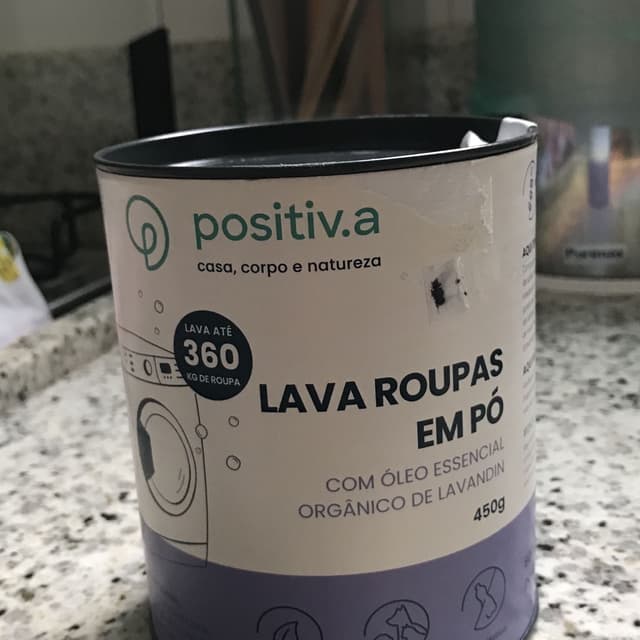 positiv.a
casa, corpo e natureza
LAVA ATÉ
360
KG DE ROUPA
LAVA ROUPAS
EM PÓ
COM ÓLEO ESSENCIAL
ORGÂNICO DE LAVANDIN
450g